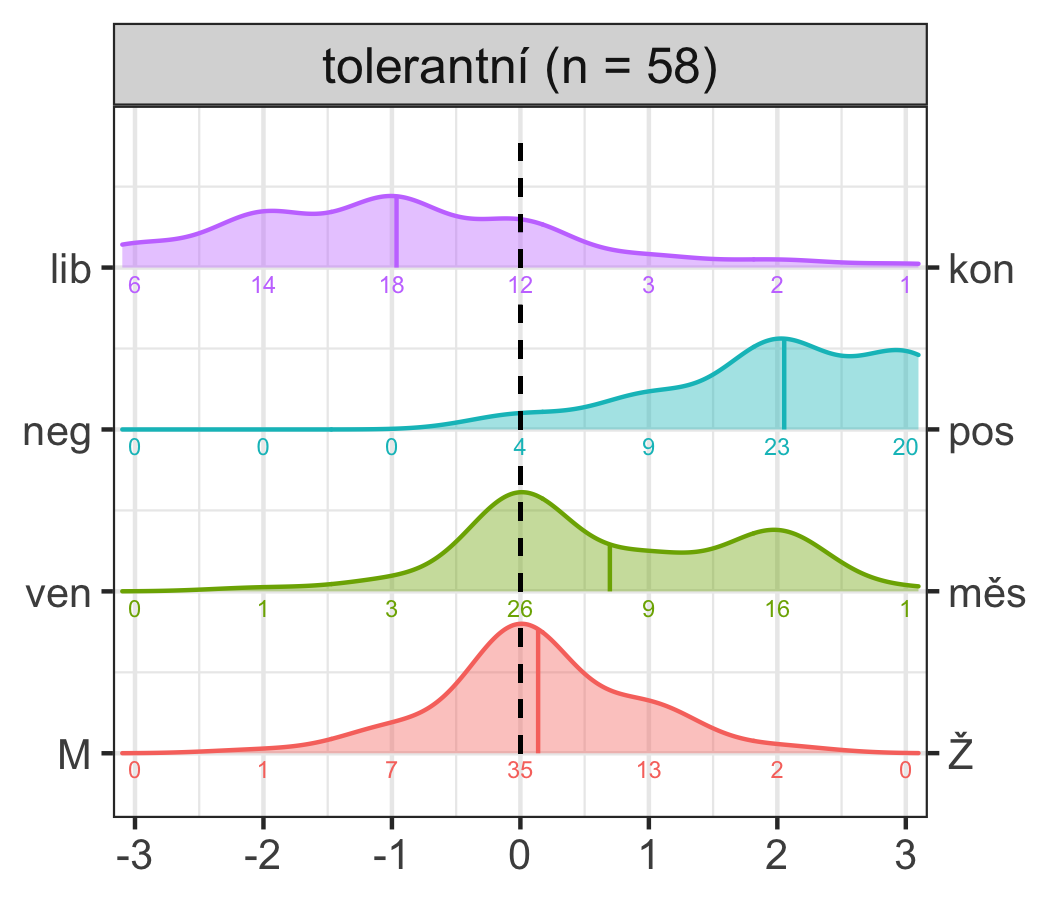 tolerantní (n = 58)
lib kon
6 14 18 12 3 2 1
neg pos
0 0 0 4 9 23 20
ven měs
0 1 3 26 9 16 1
M Ž
0 1 7 35 13 2 0
-3 -2 -1 0 1 2 3